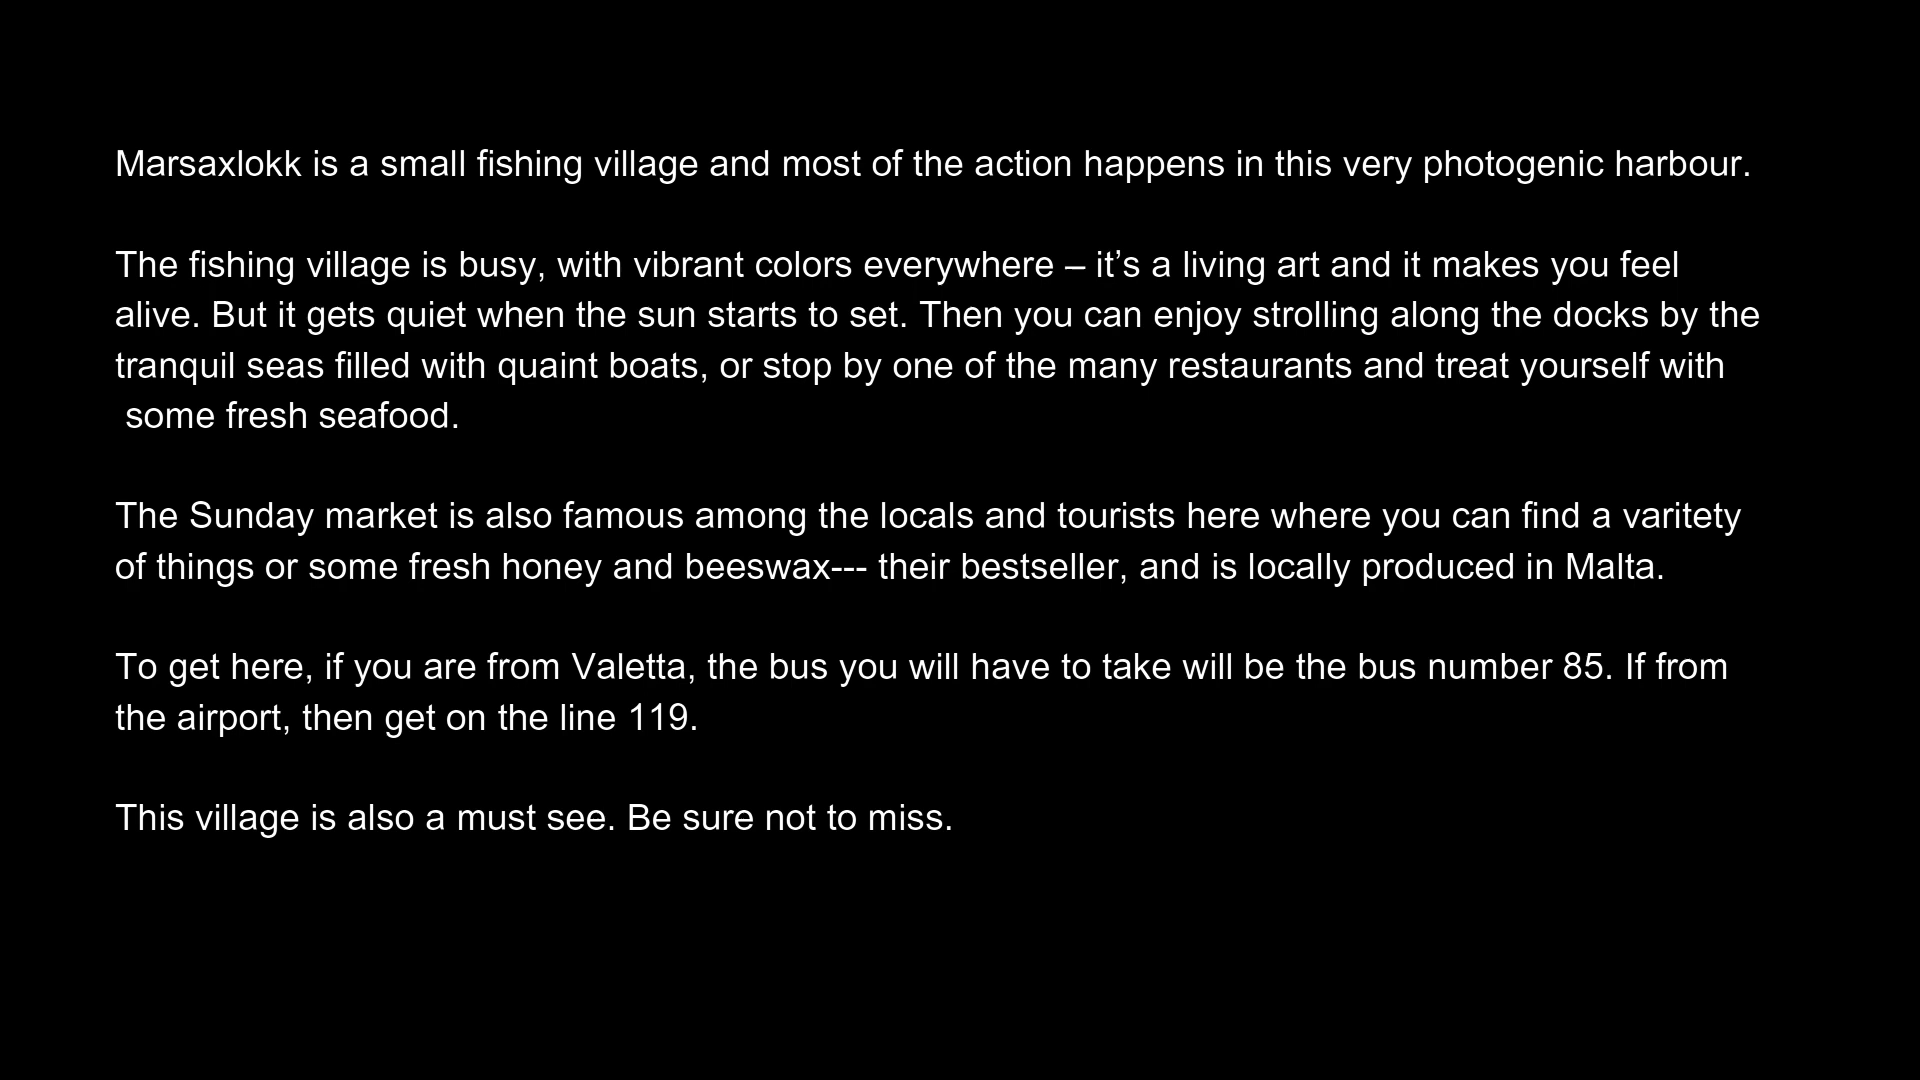 Marsaxlokk is a small fishing village and most of the action happens in this very photogenic harbour.
The fishing village is busy, with vibrant colors everywhere – it’s a living art and it makes you feel
alive. But it gets quiet when the sun starts to set. Then you can enjoy strolling along the docks by the
tranquil seas filled with quaint boats, or stop by one of the many restaurants and treat yourself with
some fresh seafood.
The Sunday market is also famous among the locals and tourists here where you can find a varitety
of things or some fresh honey and beeswax--- their bestseller, and is locally produced in Malta.
To get here, if you are from Valetta, the bus you will have to take will be the bus number 85. If from
the airport, then get on the line 119.
This village is also a must see. Be sure not to miss.